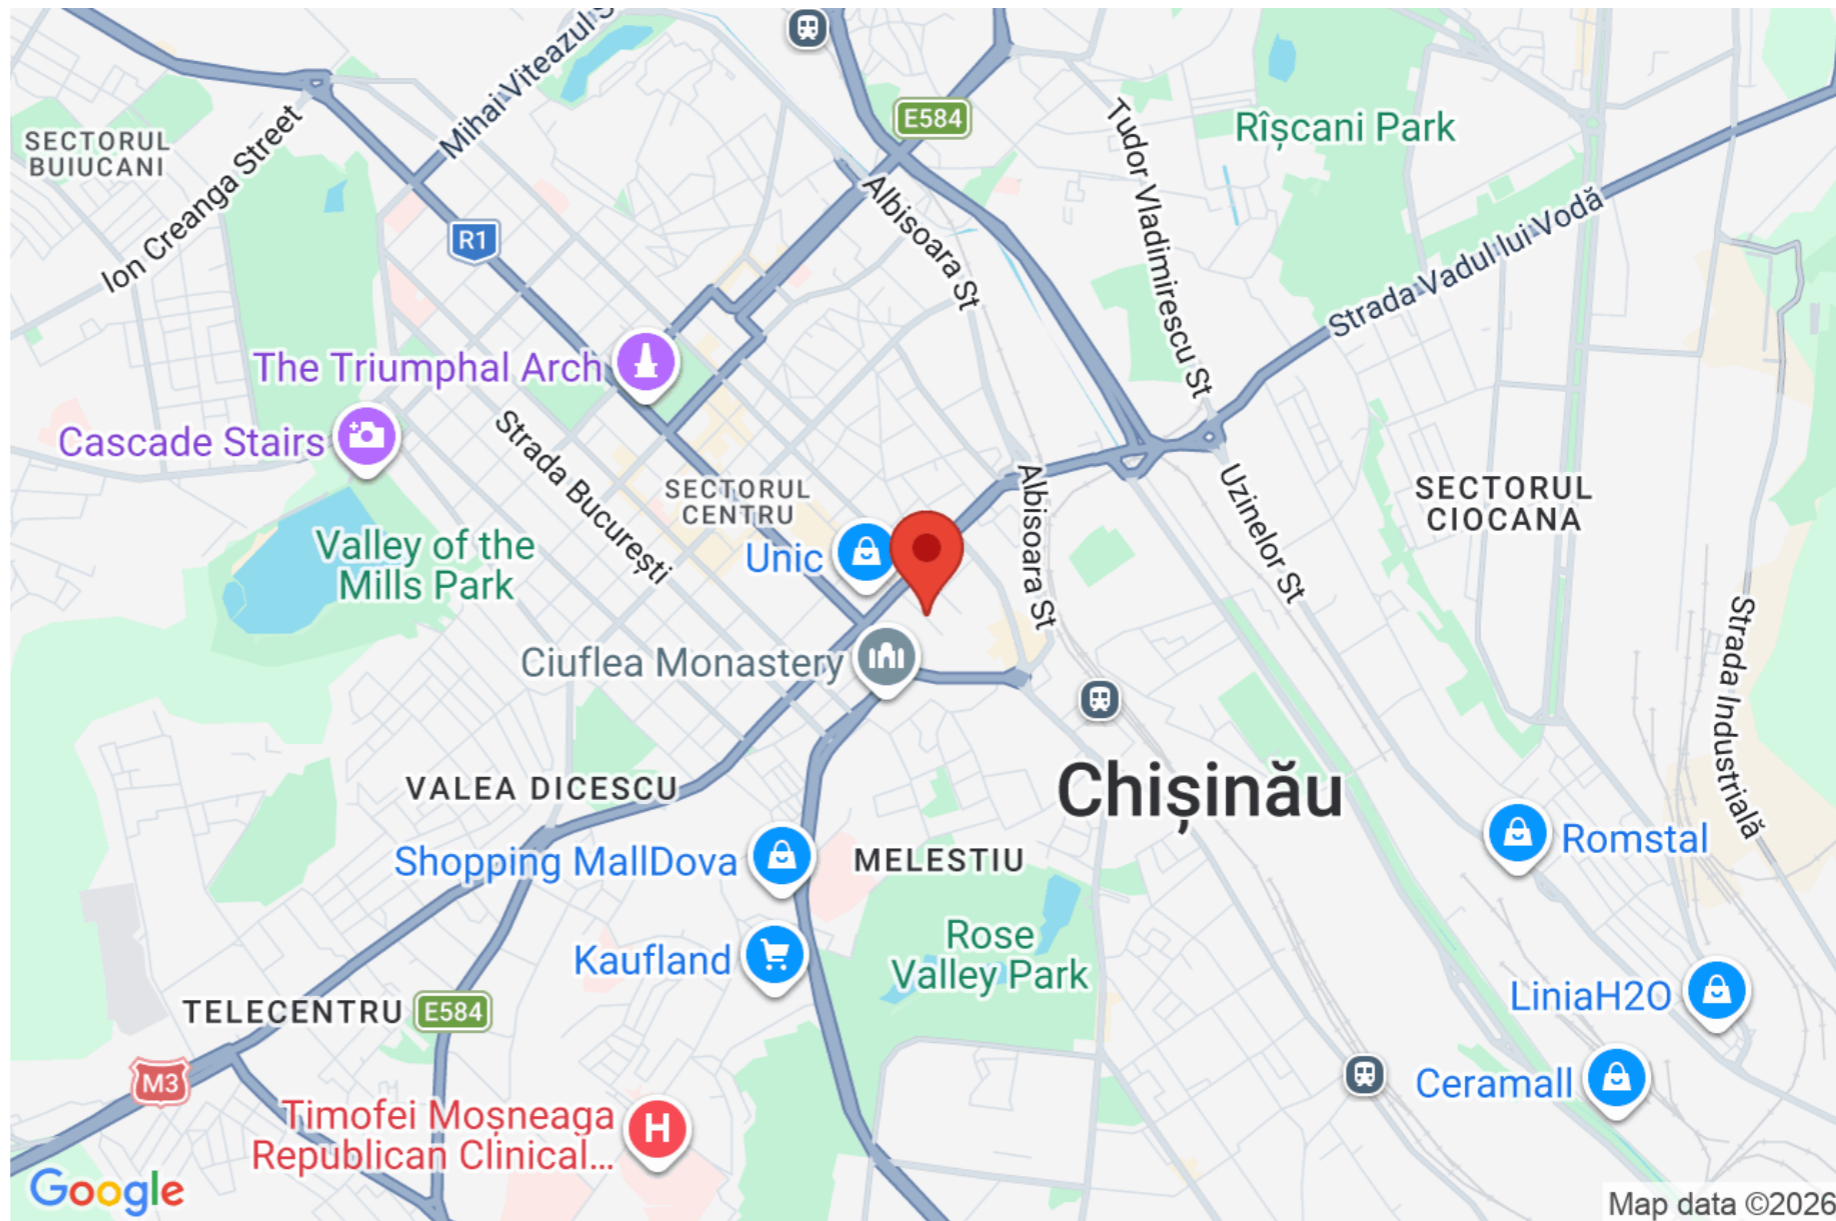 SECTORUL
BUIUCANI
Ion Creanga Street
Mihai Viteazul S
E584
Albisoara St
Tudor Vladimirescu St
Rîșcani Park
Strada Vadul lui Vodă
R1
The Triumphal Arch
Cascade Stairs
Strada București
SECTORUL
CENTRU
Unic
Valley of the
Mills Park
Albisoara St
Uzinelor St
SECTORUL
CIOCANA
Strada Industrială
Ciuflea Monastery
VALEA DICESCU
Chișinău
Shopping MallDova
MELESTIU
Romstal
Kaufland
Rose
Valley Park
TELECENTRU
E584
LiniaH2O
M3
Ceramall
Timofei Moșneaga
Republican Clinical...
H
Google
Map data ©2026